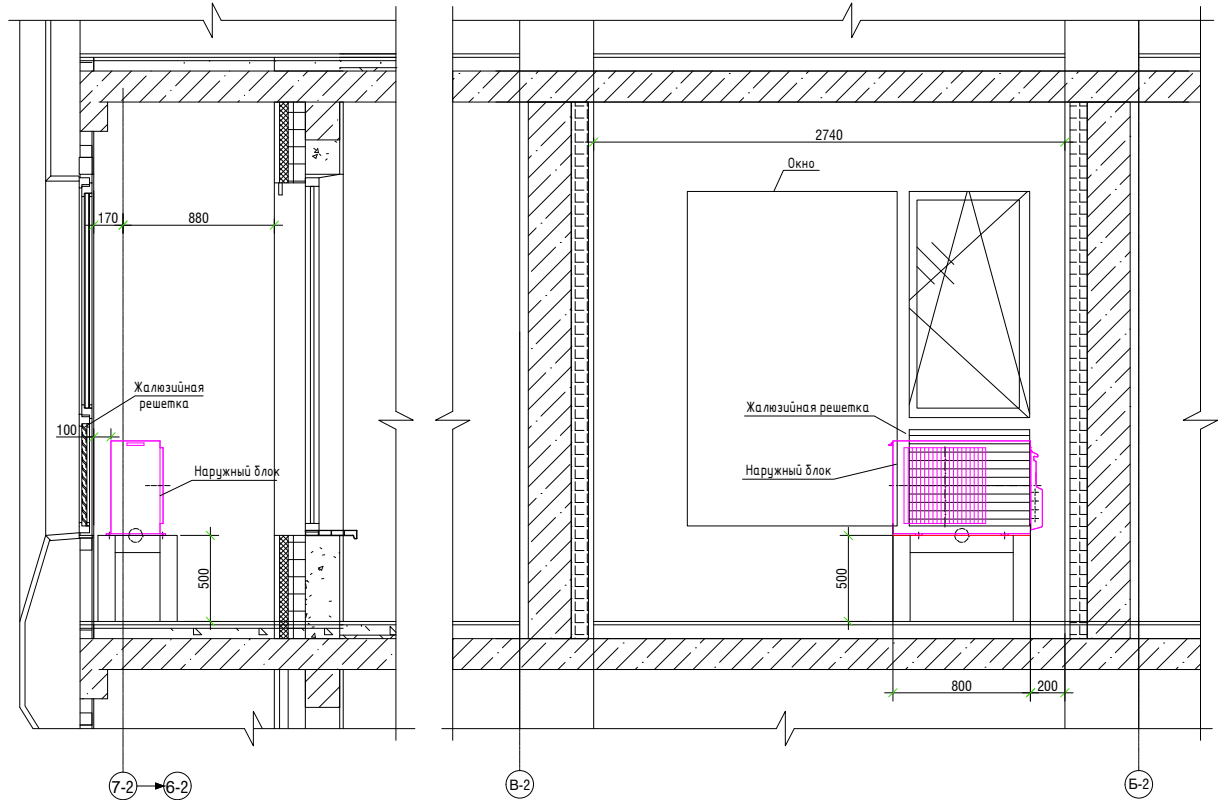 2740
Окно
170
880
Жалюзийная
решетка
100
Наружный блок
500
Жалюзийная решетка
Наружный блок
500
800
200
7-2
6-2
В-2
Б-2